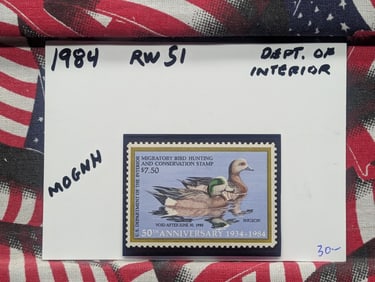 1984 RW51 DEPT. OF
INTERIOR
MOGNH
MIGRATORY BIRD HUNTING
AND CONSERVATION STAMP
$7.50
U.S. DEPARTMENT OF THE INTERIOR
WIGEON
VOID AFTER JUNE 30, 1985
50TH ANNIVERSARY 1934-1984
30—